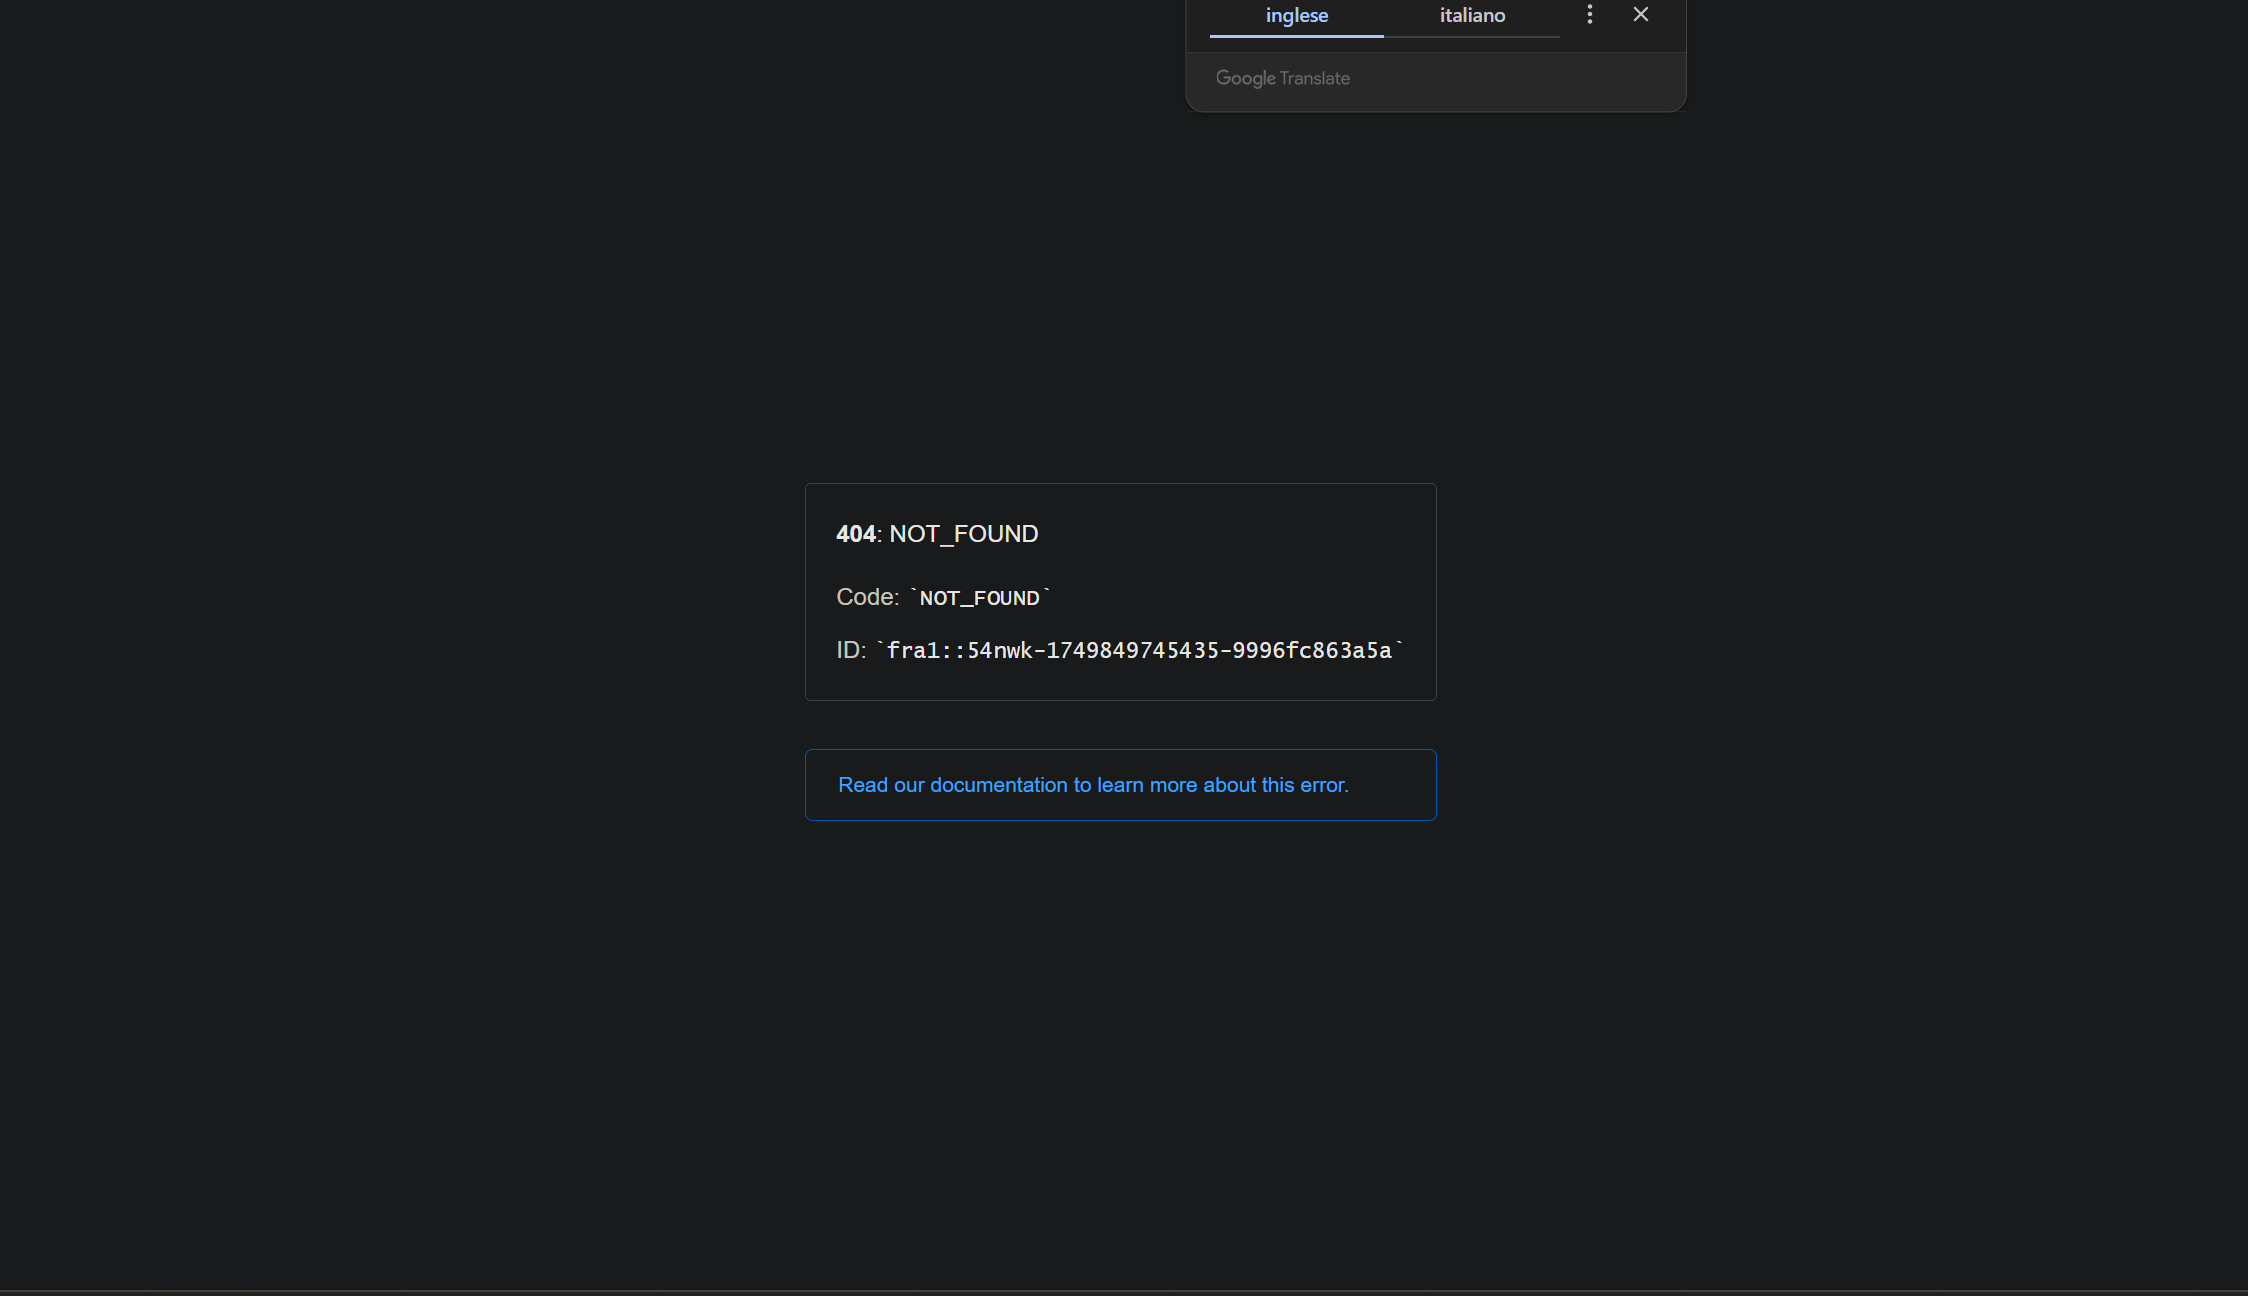 inglese italiano
Google Translate
404: NOT_FOUND
Code: `NOT_FOUND`
ID: `fra1::54nwk-1749849745435-9996fc863a5a`
Read our documentation to learn more about this error.